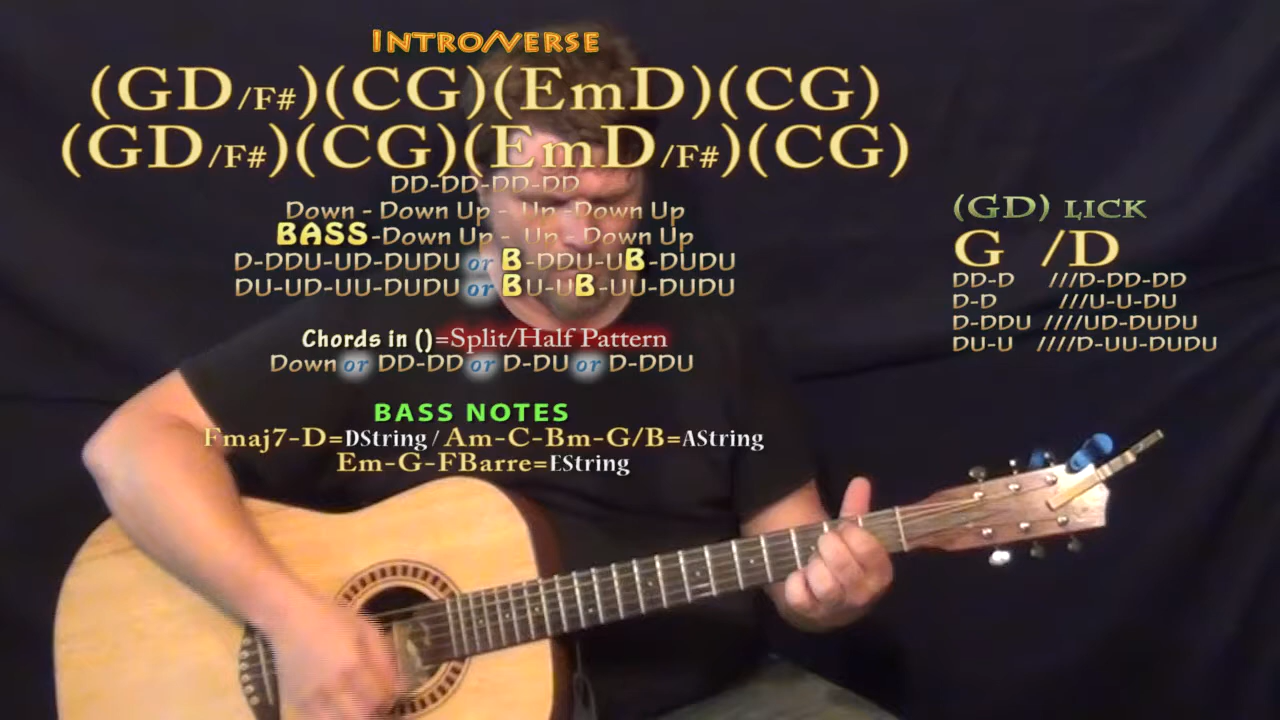 INTRO/VERSE
(GD/F#)(CG)(EmD)(CG)
(GD/F#)(CG)(EmD/F#)(CG)
DD-DD-DD-DD
Down - Down Up - Up -Down Up
BASS-Down Up - Up - Down Up
D-DDU-UD-DUDU or B-DDU-UB-DUDU
DU-UD-UU-DUDU or BU-UB-UU-DUDU
Chords in ()=Split/Half Pattern
Down or DD-DD or D-DU or D-DDU
BASS NOTES
Fmaj7-D=DString / Am-C-Bm-G/B=AString
Em-G-FBarre=EString
(GD) LICK
G /D
DD-D ///D-DD-DD
D-D ///U-U-DU
D-DDU ////UD-DUDU
DU-U ////D-UU-DUDU